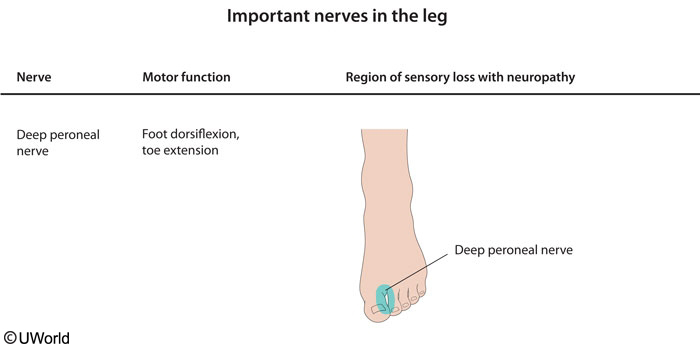 Important nerves in the leg
Nerve Motor function Region of sensory loss with neuropathy
Deep peroneal Foot dorsiflexion,
nerve toe extension
Deep peroneal nerve
©UWorld